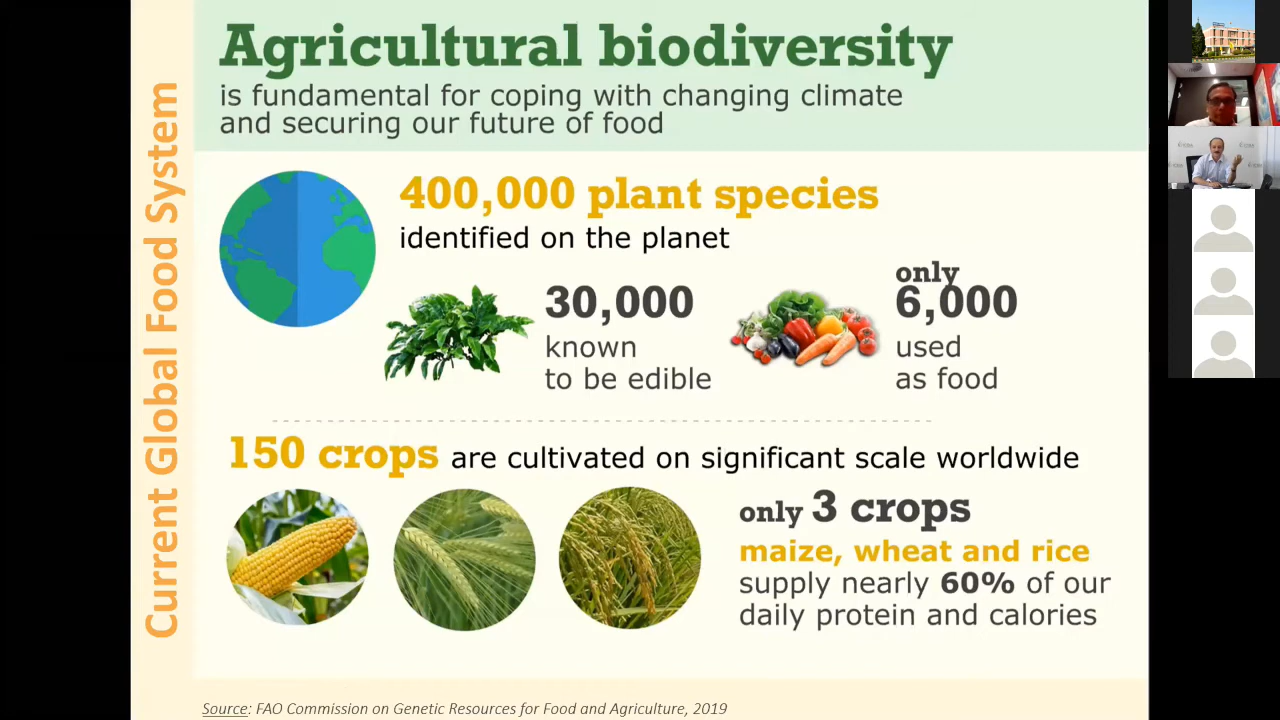 Current Global Food System
Agricultural biodiversity
is fundamental for coping with changing climate
and securing our future of food
400,000 plant species
identified on the planet
30,000
known
to be edible
only
6,000
used
as food
150 crops are cultivated on significant scale worldwide
only 3 crops
maize, wheat and rice
supply nearly 60% of our
daily protein and calories
Source: FAO Commission on Genetic Resources for Food and Agriculture, 2019